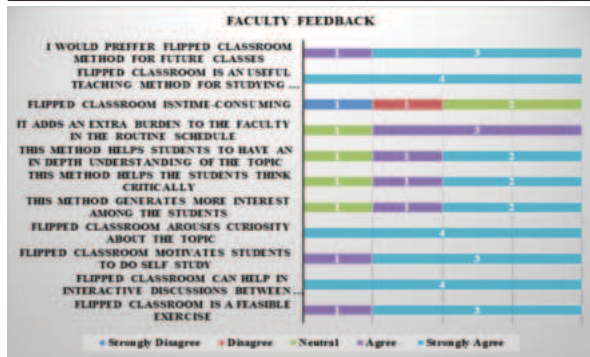 FACULTY FEEDBACK
I WOULD PREFFER FLIPPED CLASSROOM
METHOD FOR FUTURE CLASSES
1 3
FLIPPED CLASSROOM IS AN USEFUL
TEACHING METHOD FOR STUDYING ...
4
FLIPPED CLASSROOM ISNTIME-CONSUMING
1 1 2
IT ADDS AN EXTRA BURDEN TO THE FACULTY
IN THE ROUTINE SCHEDULE
1 3
THIS METHOD HELPS STUDENTS TO HAVE AN
IN DEPTH UNDERSTANDING OF THE TOPIC
1 1 2
THIS METHOD HELPS THE STUDENTS THINK
CRITICALLY
1 1 2
THIS METHOD GENERATES MORE INTEREST
AMONG THE STUDENTS
1 1 2
FLIPPED CLASSROOM AROUSES CURIOSITY
ABOUT THE TOPIC
4
FLIPPED CLASSROOM MOTIVATES STUDENTS
TO DO SELF STUDY
1 3
FLIPPED CLASSROOM CAN HELP IN
INTERACTIVE DISCUSSIONS BETWEEN ...
4
FLIPPED CLASSROOM IS A FEASIBLE
EXERCISE
1 3
Strongly Disagree Disagree Neutral Agree Strongly Agree